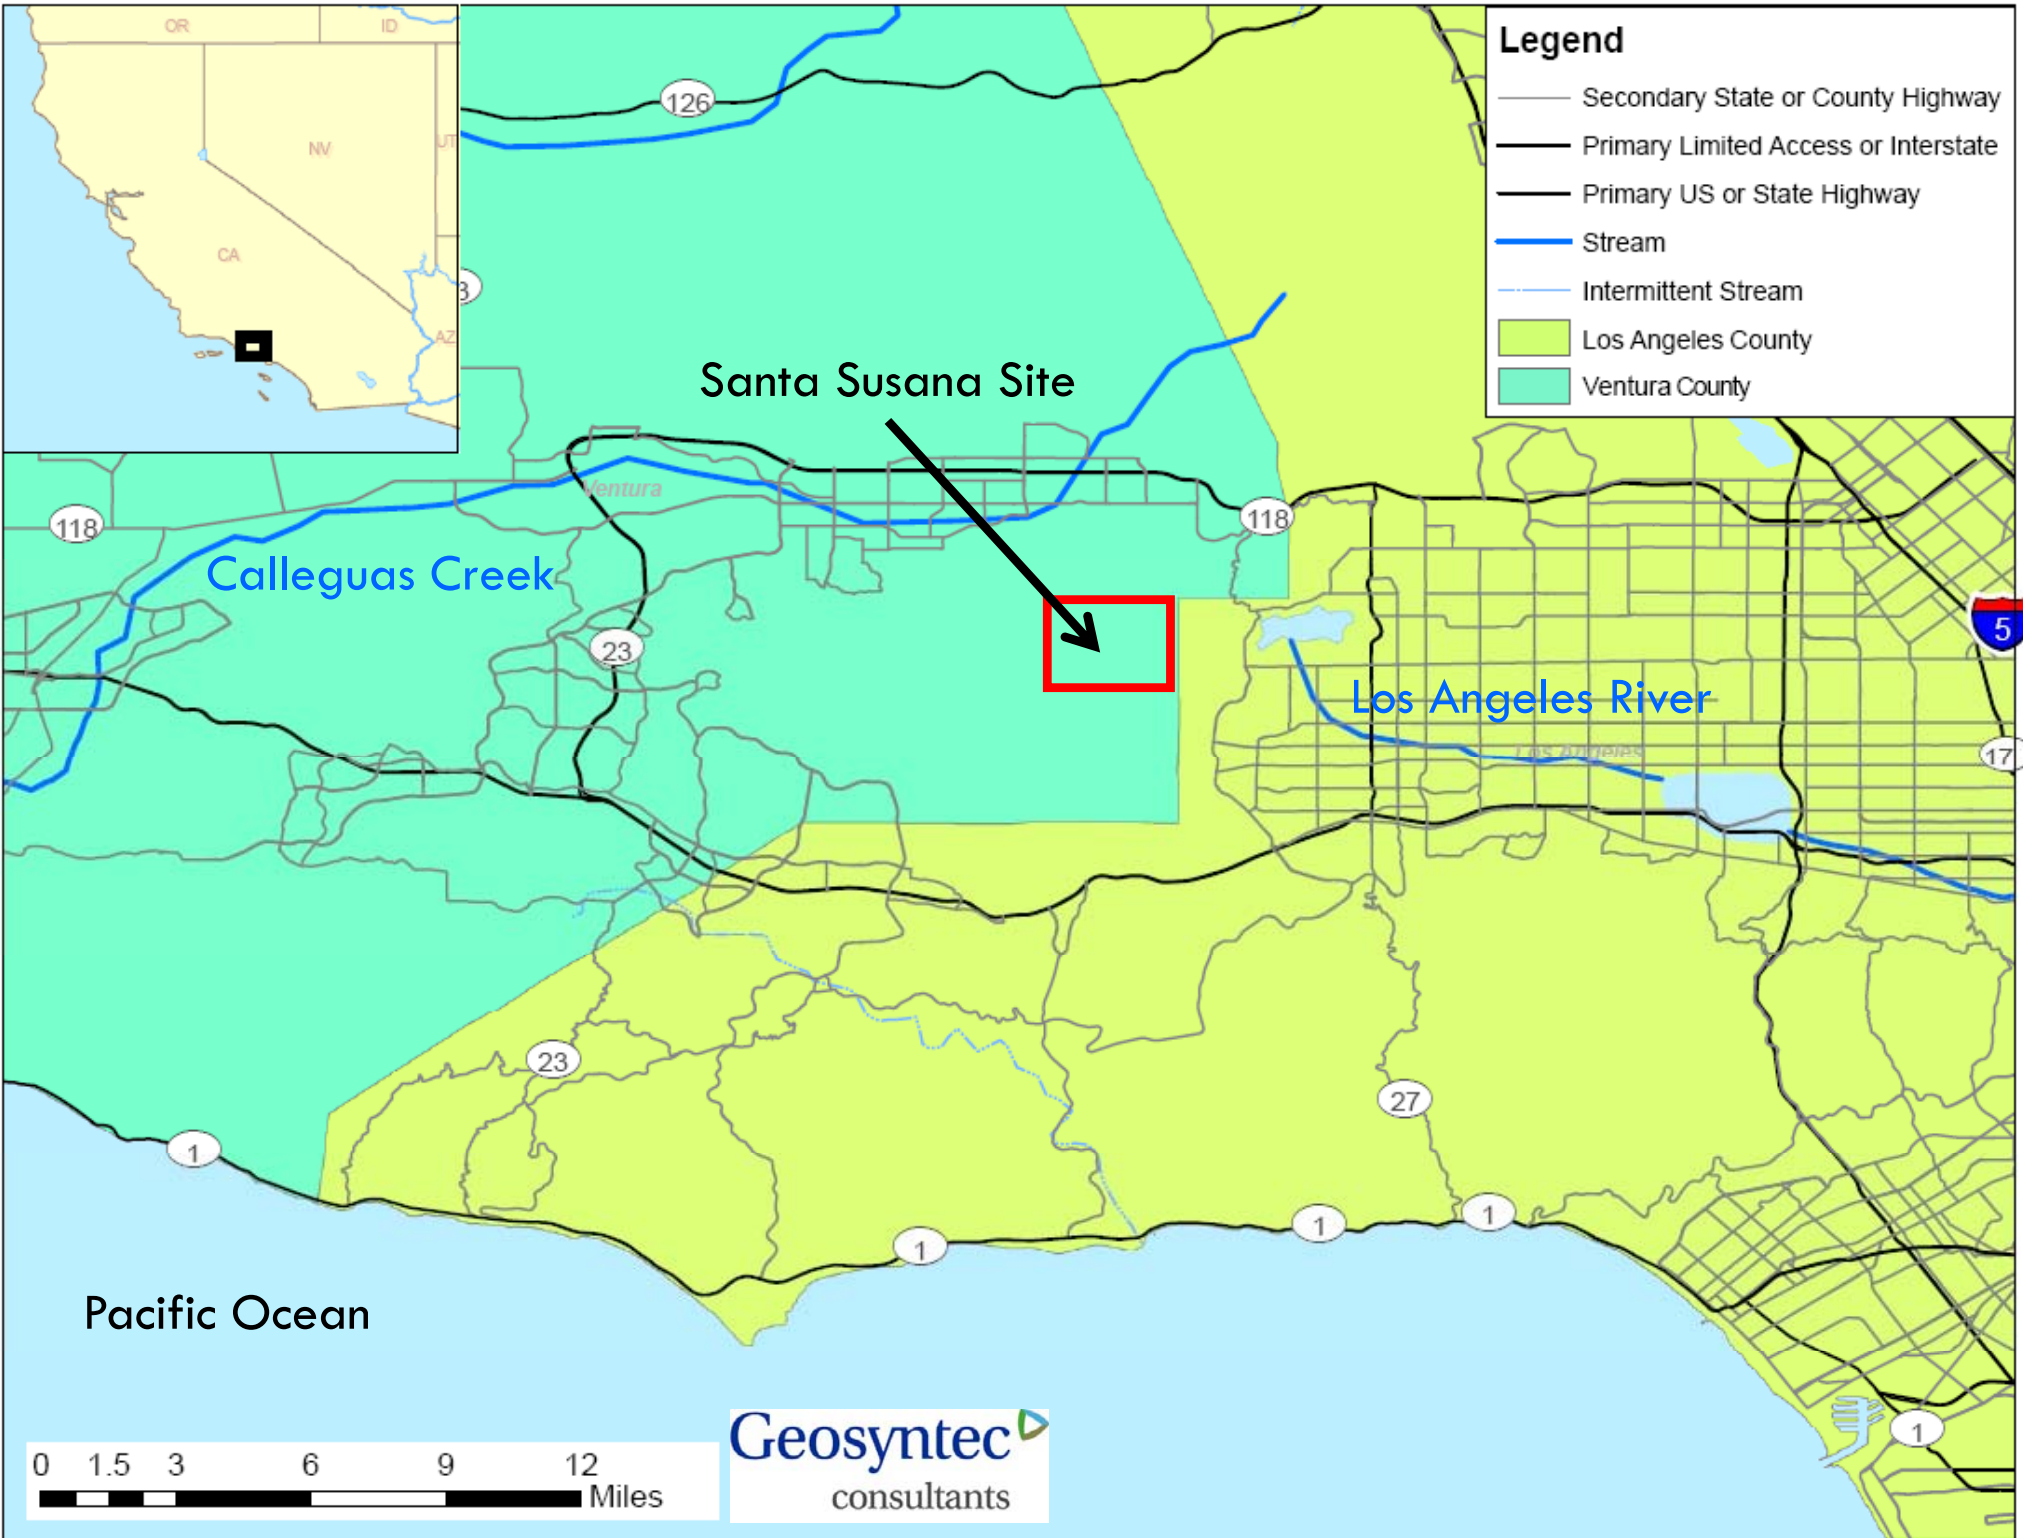 OR
ID
NV
UT
CA
AZ
126
3
Legend
Secondary State or County Highway
Primary Limited Access or Interstate
Primary US or State Highway
Stream
Intermittent Stream
Los Angeles County
Ventura County
Santa Susana Site
Ventura
118
118
Calleguas Creek
23
5
Los Angeles River
Los Angeles
17
23
27
1
1
1
1
Pacific Ocean
1
0 1.5 3 6 9 12
Miles
Geosyntec
consultants